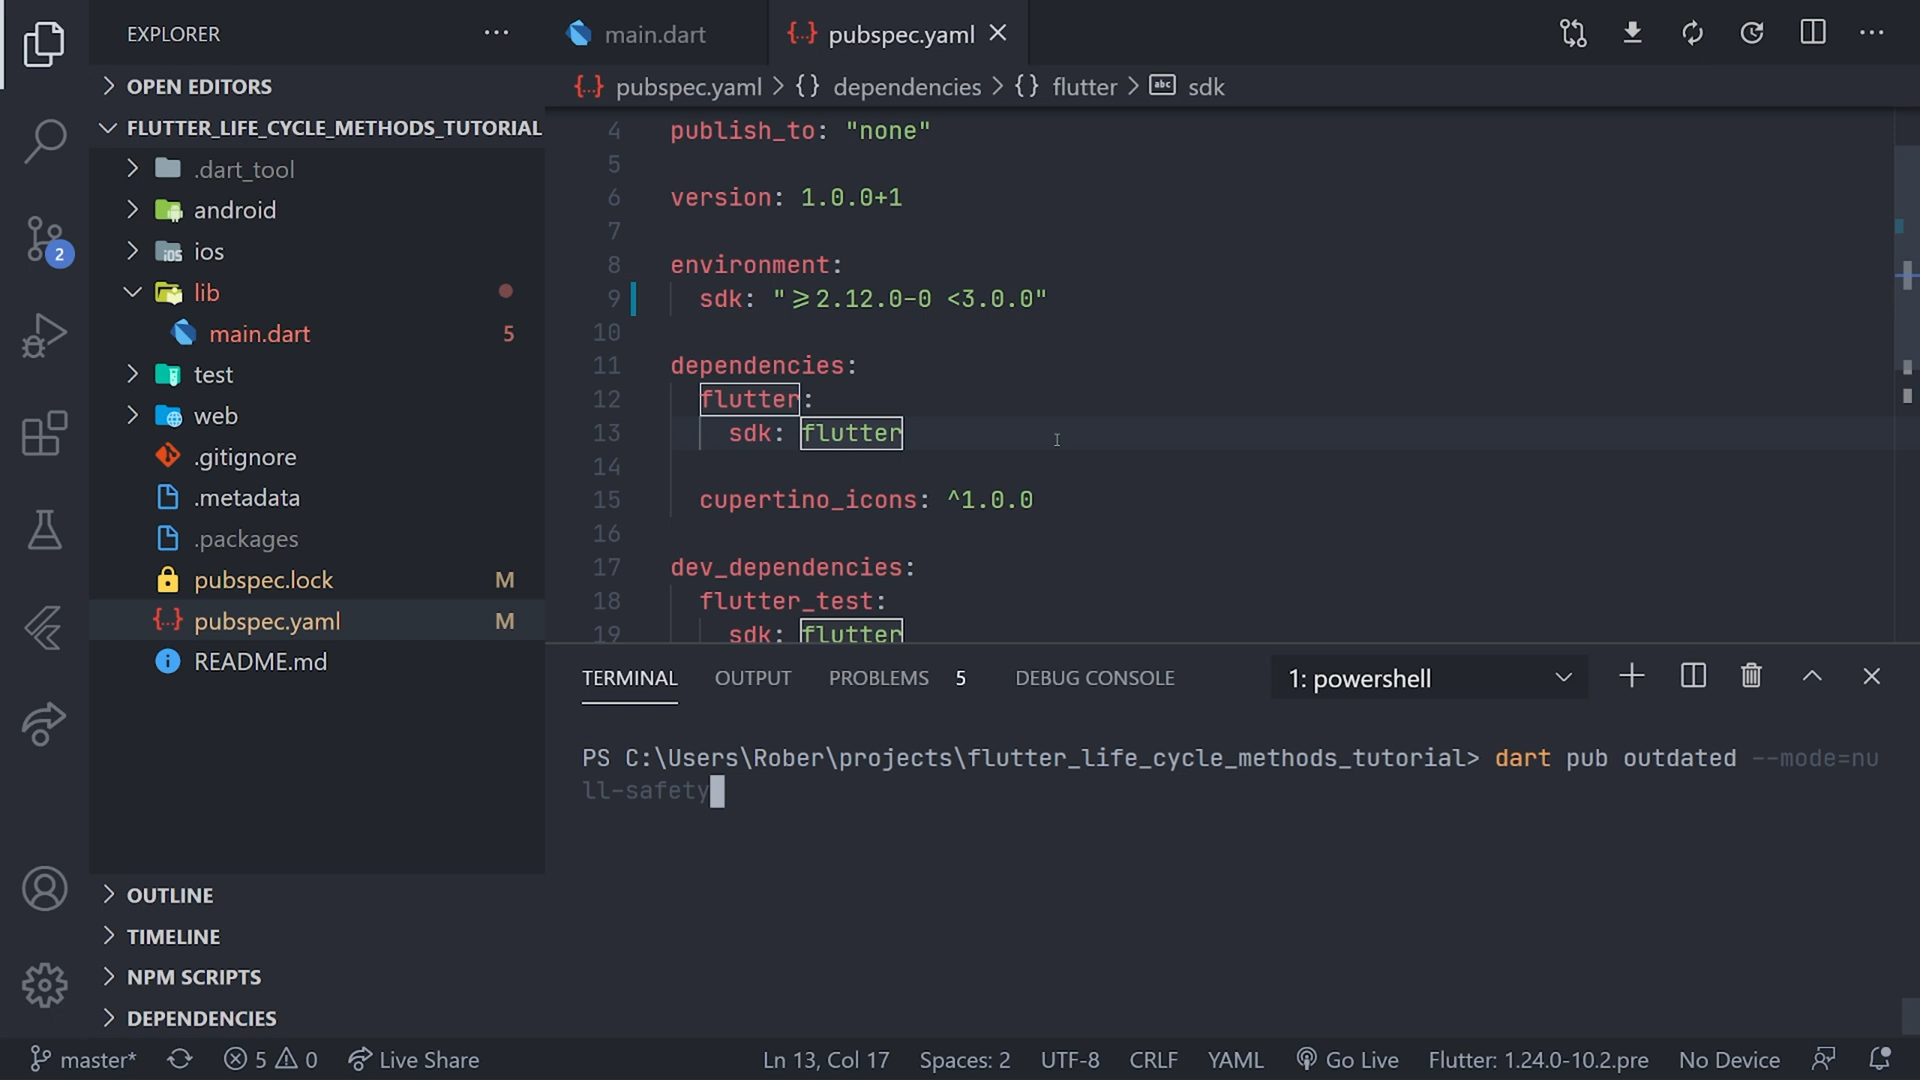 EXPLORER
main.dart
pubspec.yaml
OPEN EDITORS
pubspec.yaml
dependencies
flutter
abc
sdk
FLUTTER_LIFE_CYCLE_METHODS_TUTORIAL
.dart_tool
android
ios
lib
main.dart 5
test
web
.gitignore
.metadata
.packages
pubspec.lock M
pubspec.yaml M
README.md
OUTLINE
TIMELINE
NPM SCRIPTS
DEPENDENCIES
2
4 publish_to: "none"
5
6 version: 1.0.0+1
7
8 environment:
9 sdk: ">=2.12.0-0 <3.0.0"
10
11 dependencies:
12 flutter:
13 sdk: flutter
14
15 cupertino_icons: ^1.0.0
16
17 dev_dependencies:
18 flutter_test:
19 sdk: flutter
TERMINAL OUTPUT PROBLEMS 5 DEBUG CONSOLE 1: powershell
PS C:\Users\Rober\projects\flutter_life_cycle_methods_tutorial> dart pub outdated --mode=nu
ll-safety
master* 5 0 Live Share Ln 13, Col 17 Spaces: 2 UTF-8 CRLF YAML Go Live Flutter: 1.24.0-10.2.pre No Device